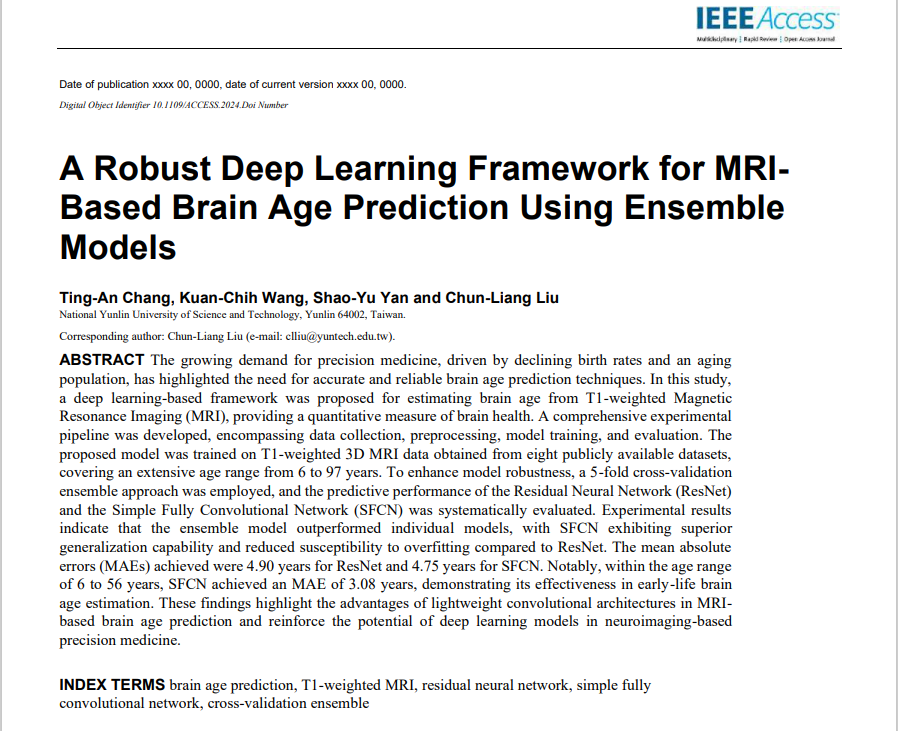 IEEE Access
Multidisciplinary | Rapid Review | Open Access Journal
Date of publication xxxx 00, 0000, date of current version xxxx 00, 0000.
Digital Object Identifier 10.1109/ACCESS.2024.Doi Number
A Robust Deep Learning Framework for MRI-
Based Brain Age Prediction Using Ensemble
Models
Ting-An Chang, Kuan-Chih Wang, Shao-Yu Yan and Chun-Liang Liu
National Yunlin University of Science and Technology, Yunlin 64002, Taiwan.
Corresponding author: Chun-Liang Liu (e-mail: clliu@yuntech.edu.tw).
ABSTRACT The growing demand for precision medicine, driven by declining birth rates and an aging
population, has highlighted the need for accurate and reliable brain age prediction techniques. In this study,
a deep learning-based framework was proposed for estimating brain age from T1-weighted Magnetic
Resonance Imaging (MRI), providing a quantitative measure of brain health. A comprehensive experimental
pipeline was developed, encompassing data collection, preprocessing, model training, and evaluation. The
proposed model was trained on T1-weighted 3D MRI data obtained from eight publicly available datasets,
covering an extensive age range from 6 to 97 years. To enhance model robustness, a 5-fold cross-validation
ensemble approach was employed, and the predictive performance of the Residual Neural Network (ResNet)
and the Simple Fully Convolutional Network (SFCN) was systematically evaluated. Experimental results
indicate that the ensemble model outperformed individual models, with SFCN exhibiting superior
generalization capability and reduced susceptibility to overfitting compared to ResNet. The mean absolute
errors (MAEs) achieved were 4.90 years for ResNet and 4.75 years for SFCN. Notably, within the age range
of 6 to 56 years, SFCN achieved an MAE of 3.08 years, demonstrating its effectiveness in early-life brain
age estimation. These findings highlight the advantages of lightweight convolutional architectures in MRI-
based brain age prediction and reinforce the potential of deep learning models in neuroimaging-based
precision medicine.
INDEX TERMS brain age prediction, T1-weighted MRI, residual neural network, simple fully
convolutional network, cross-validation ensemble